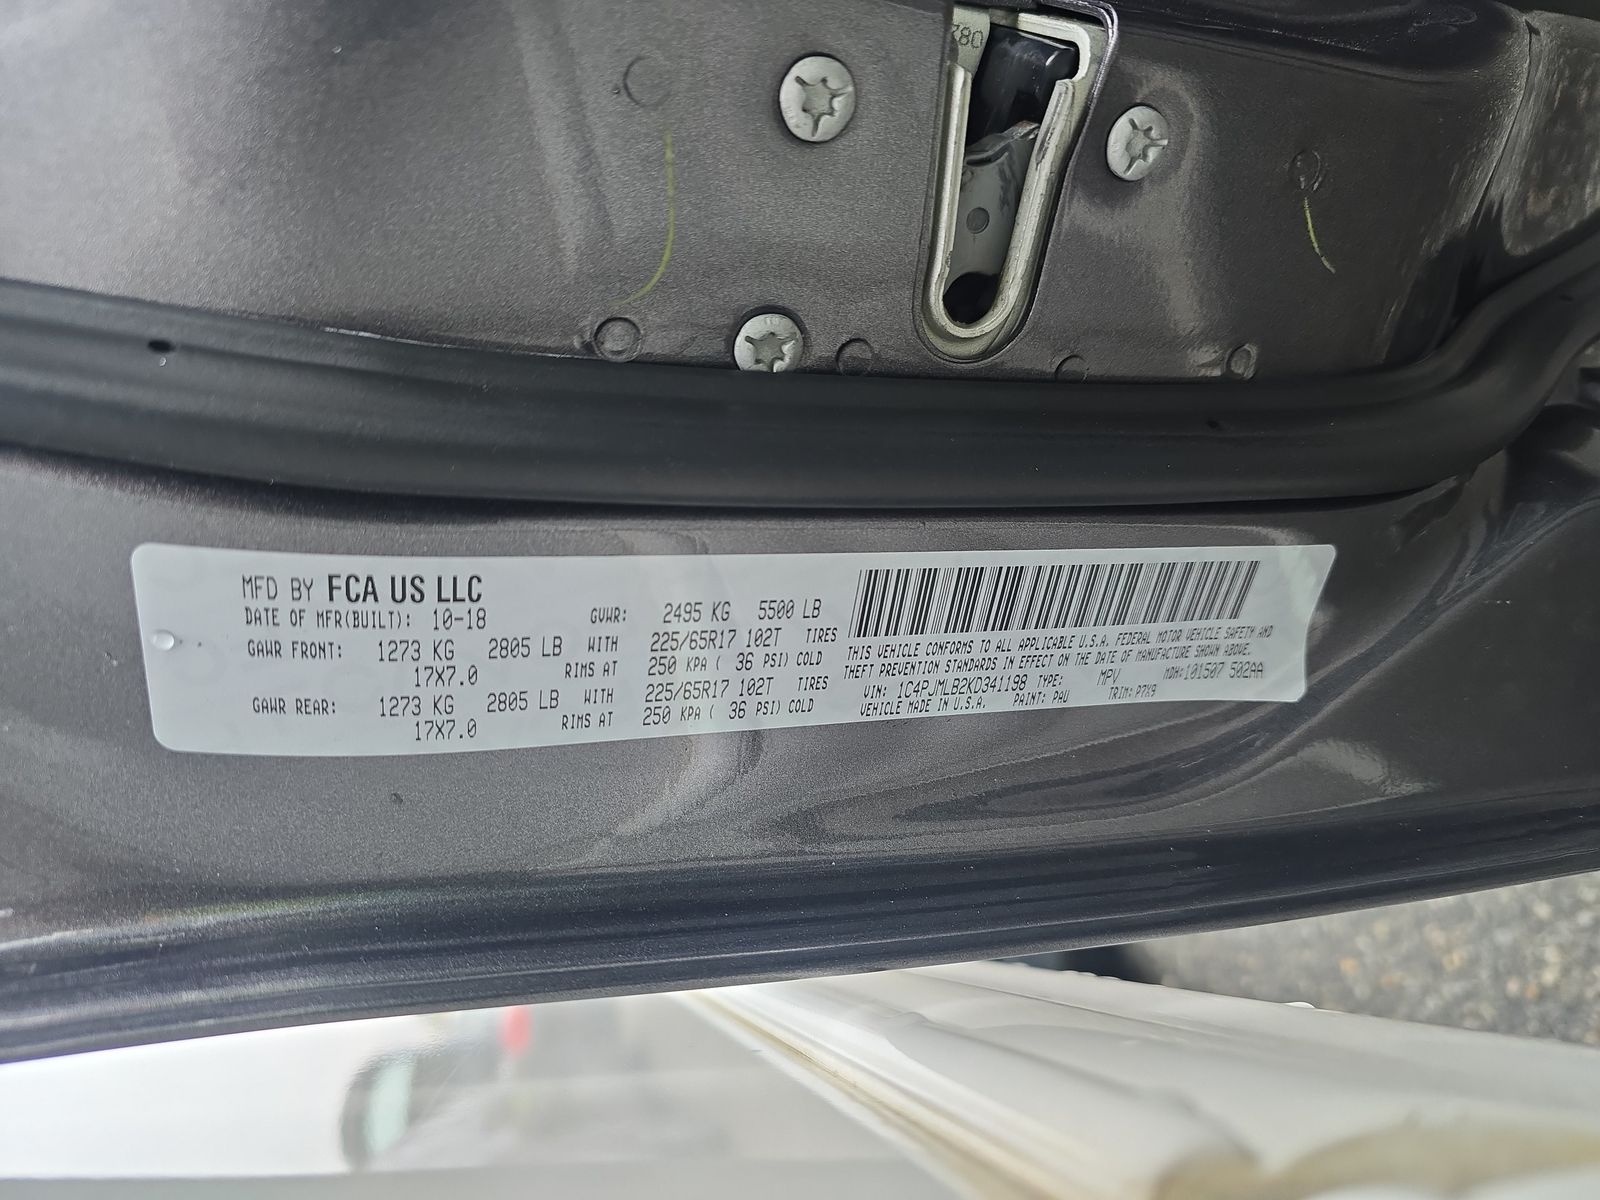 780
MFD BY FCA US LLC
DATE OF MFR(BUILT): 10-18 GVWR: 2495 KG 5500 LB
GAWR FRONT: 1273 KG 2805 LB WITH 225/65R17 102T TIRES
17X7.0 RIMS AT 250 KPA ( 36 PSI) COLD
GAWR REAR: 1273 KG 2805 LB WITH 225/65R17 102T TIRES
17X7.0 RIMS AT 250 KPA ( 36 PSI) COLD
THIS VEHICLE CONFORMS TO ALL APPLICABLE U.S.A. FEDERAL MOTOR VEHICLE SAFETY AND
THEFT PREVENTION STANDARDS IN EFFECT ON THE DATE OF MANUFACTURE SHOWN ABOVE.
VIN: 1C4PJMLB2KD341198 TYPE: MPV MDH:101507 502AA
VEHICLE MADE IN U.S.A. PAINT: PAU TRIM: